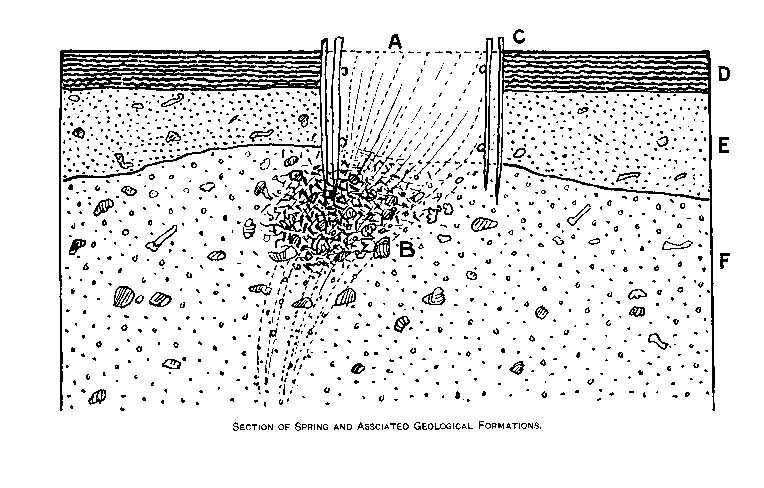 A
C
D
E
B
F
SECTION OF SPRING AND ASSCIATED GEOLOGICAL FORMATIONS.